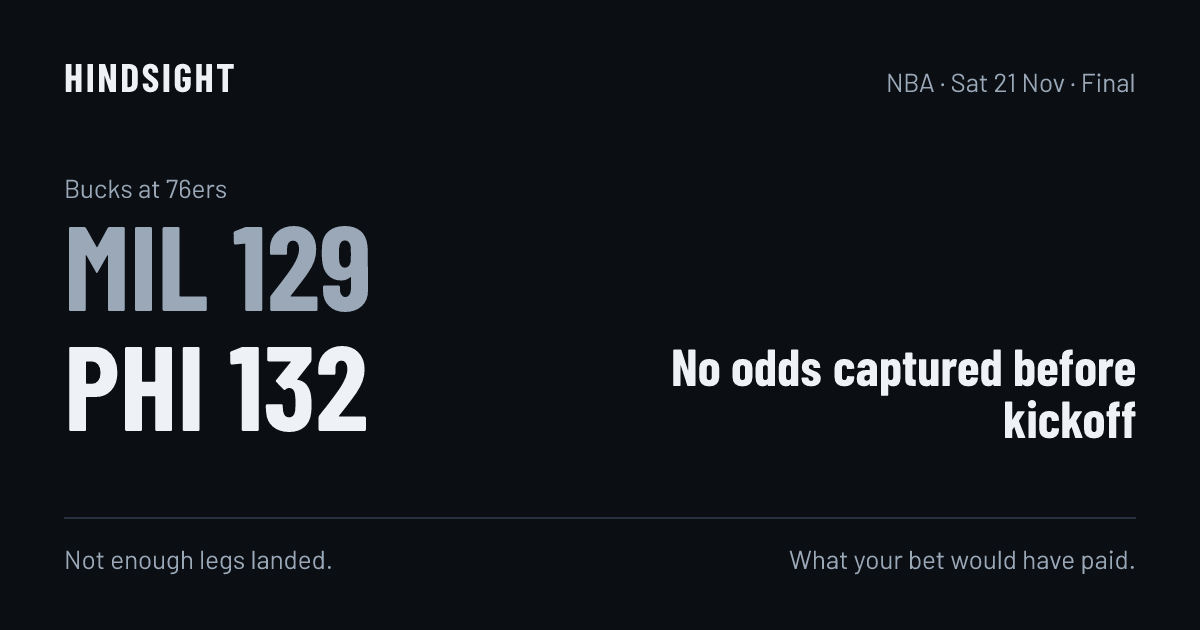 HINDSIGHT
NBA · Sat 21 Nov · Final
Bucks at 76ers
MIL 129
PHI 132
No odds captured before
kickoff
Not enough legs landed.
What your bet would have paid.